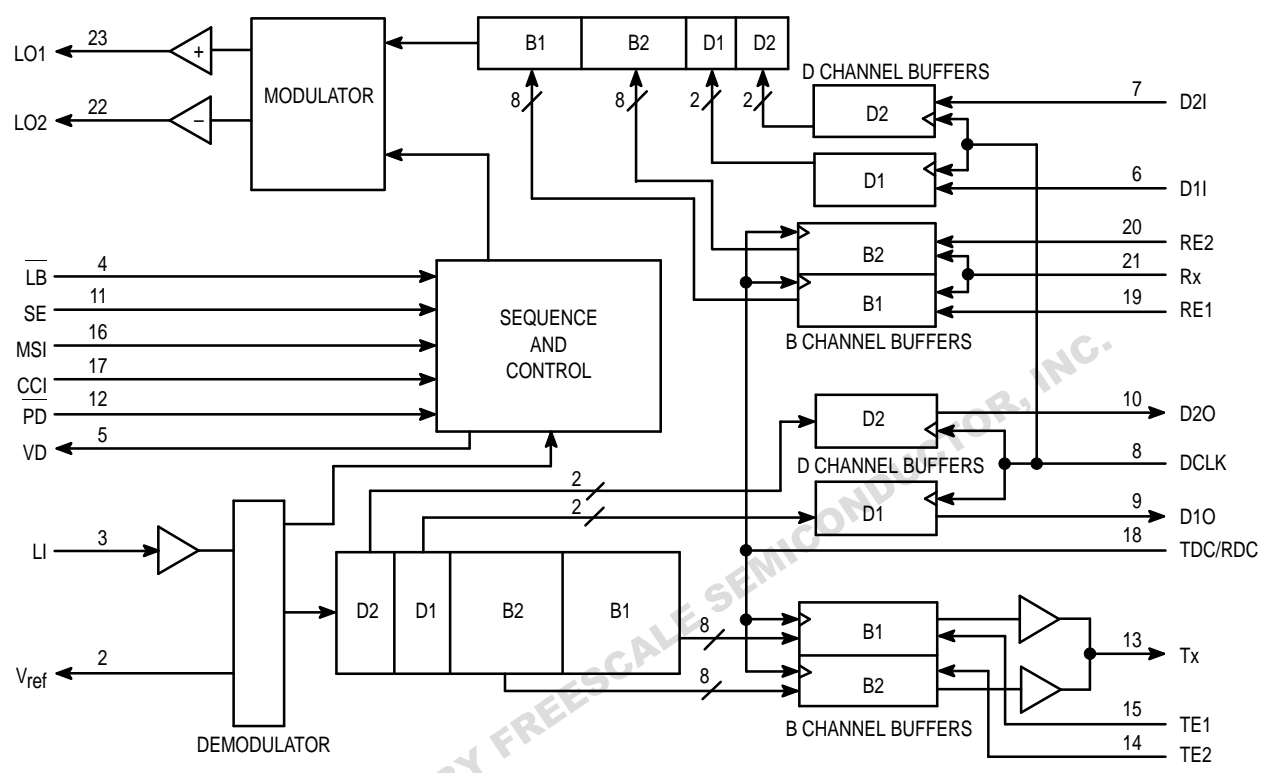 B1 B2 D1 D2
23
LO1
+
MODULATOR
22
LO2
−
8 8 2 2
D CHANNEL BUFFERS
D2
7
D2I
D1
6
D1I
20
RE2
B2
21
Rx
B1
19
RE1
B CHANNEL BUFFERS
LB
4
SE
11
MSI
16
CCI
17
PD
12
VD
5
SEQUENCE
AND
CONTROL
D2
10
D2O
D CHANNEL BUFFERS
8
DCLK
D1
9
D1O
18
TDC/RDC
2
2
LI
3
D2 D1 B2 B1
8
8
Vref
2
DEMODULATOR
B1
B2
13
Tx
B CHANNEL BUFFERS
15
TE1
14
TE2
BY FREESCALE SEMICONDUCTOR, INC.